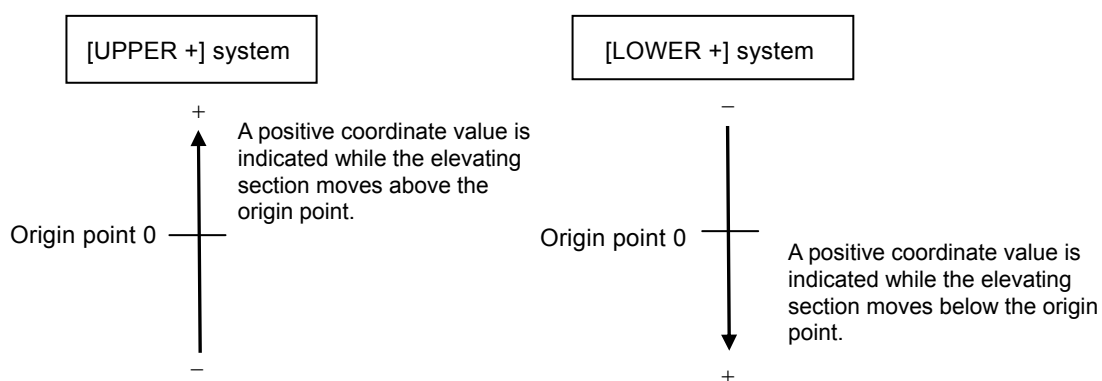 [UPPER +] system
+
A positive coordinate value is
indicated while the elevating
section moves above the
origin point.
Origin point 0
–
[LOWER +] system
–
Origin point 0
A positive coordinate value is
indicated while the elevating
section moves below the origin
point.
+